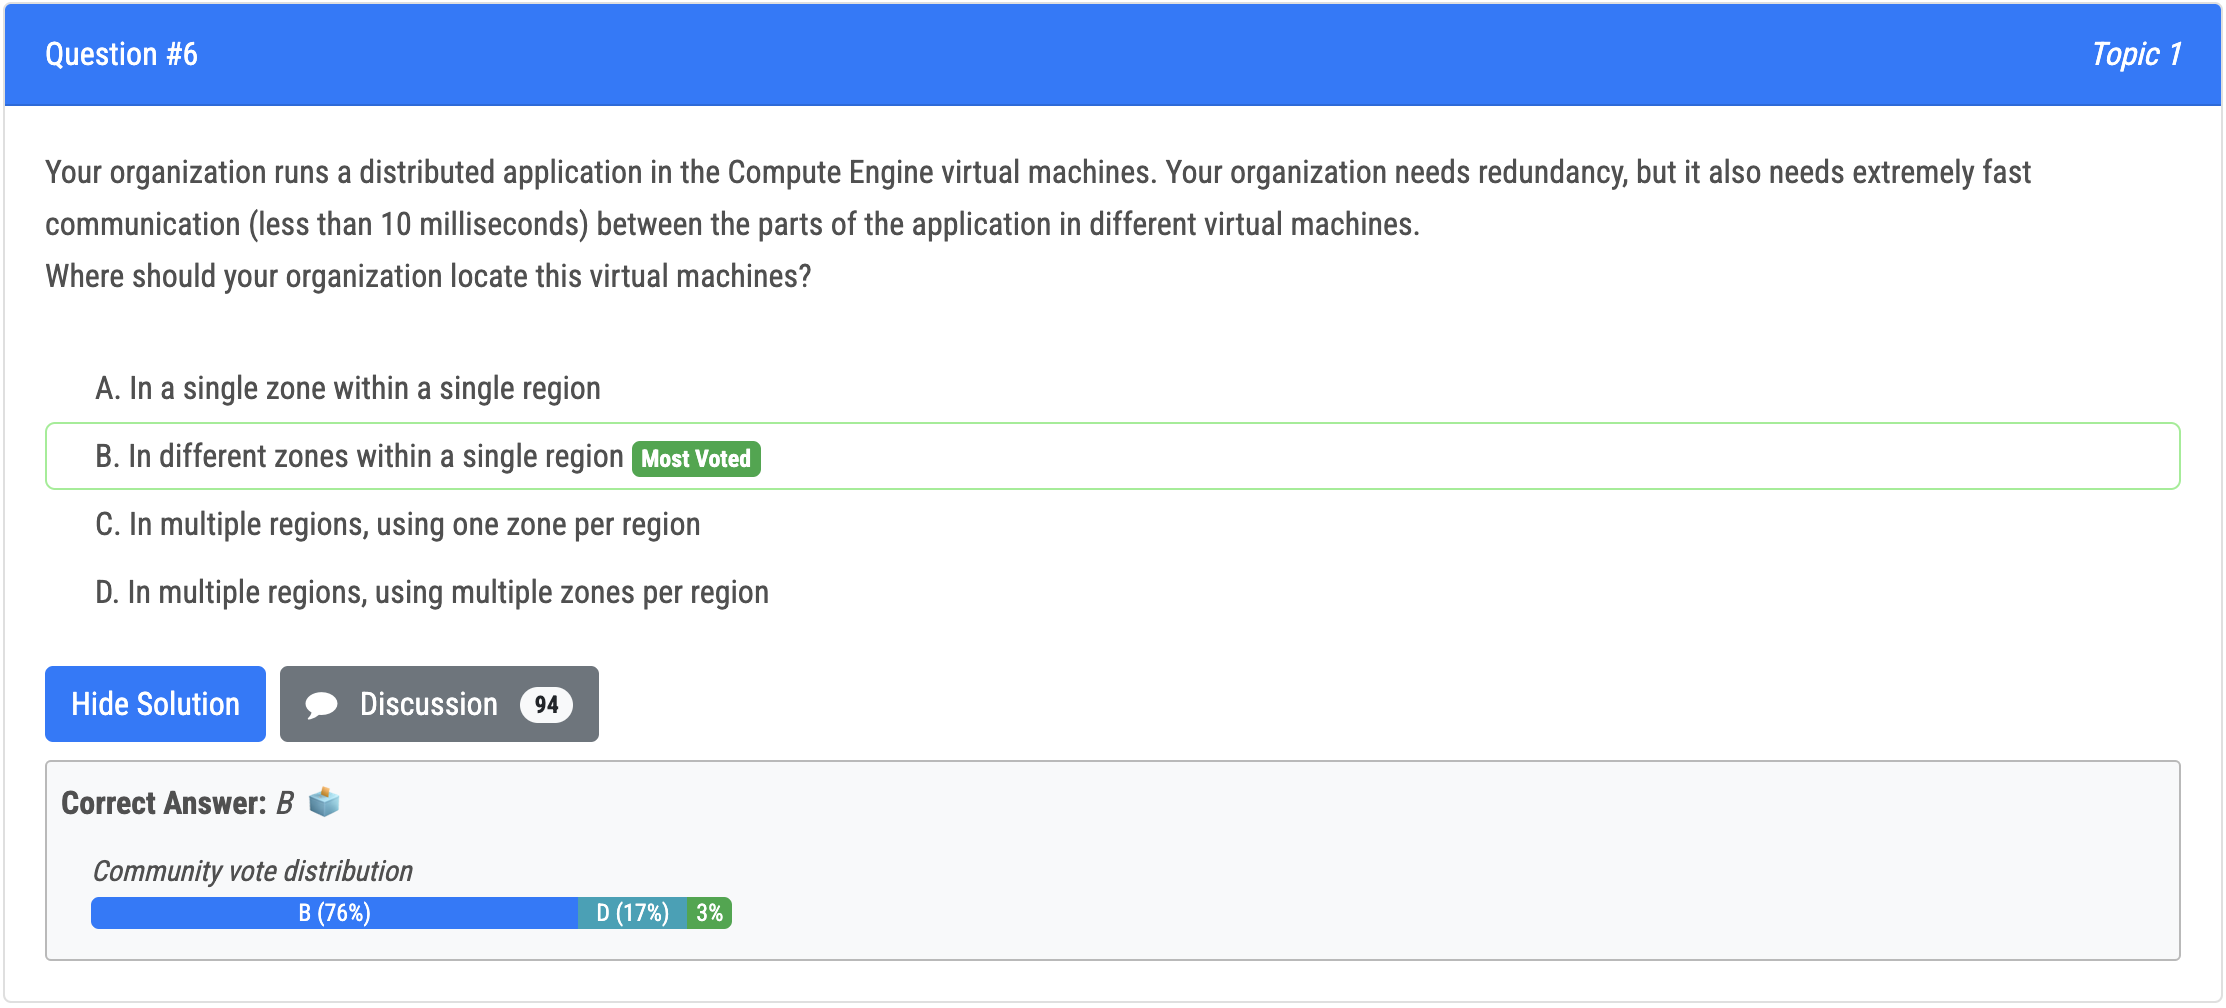 Question #6
Topic 1
Your organization runs a distributed application in the Compute Engine virtual machines. Your organization needs redundancy, but it also needs extremely fast
communication (less than 10 milliseconds) between the parts of the application in different virtual machines.
Where should your organization locate this virtual machines?
A. In a single zone within a single region
B. In different zones within a single region Most Voted
C. In multiple regions, using one zone per region
D. In multiple regions, using multiple zones per region
Hide Solution
Discussion 94
Correct Answer: B
Community vote distribution
B (76%) D (17%) 3%